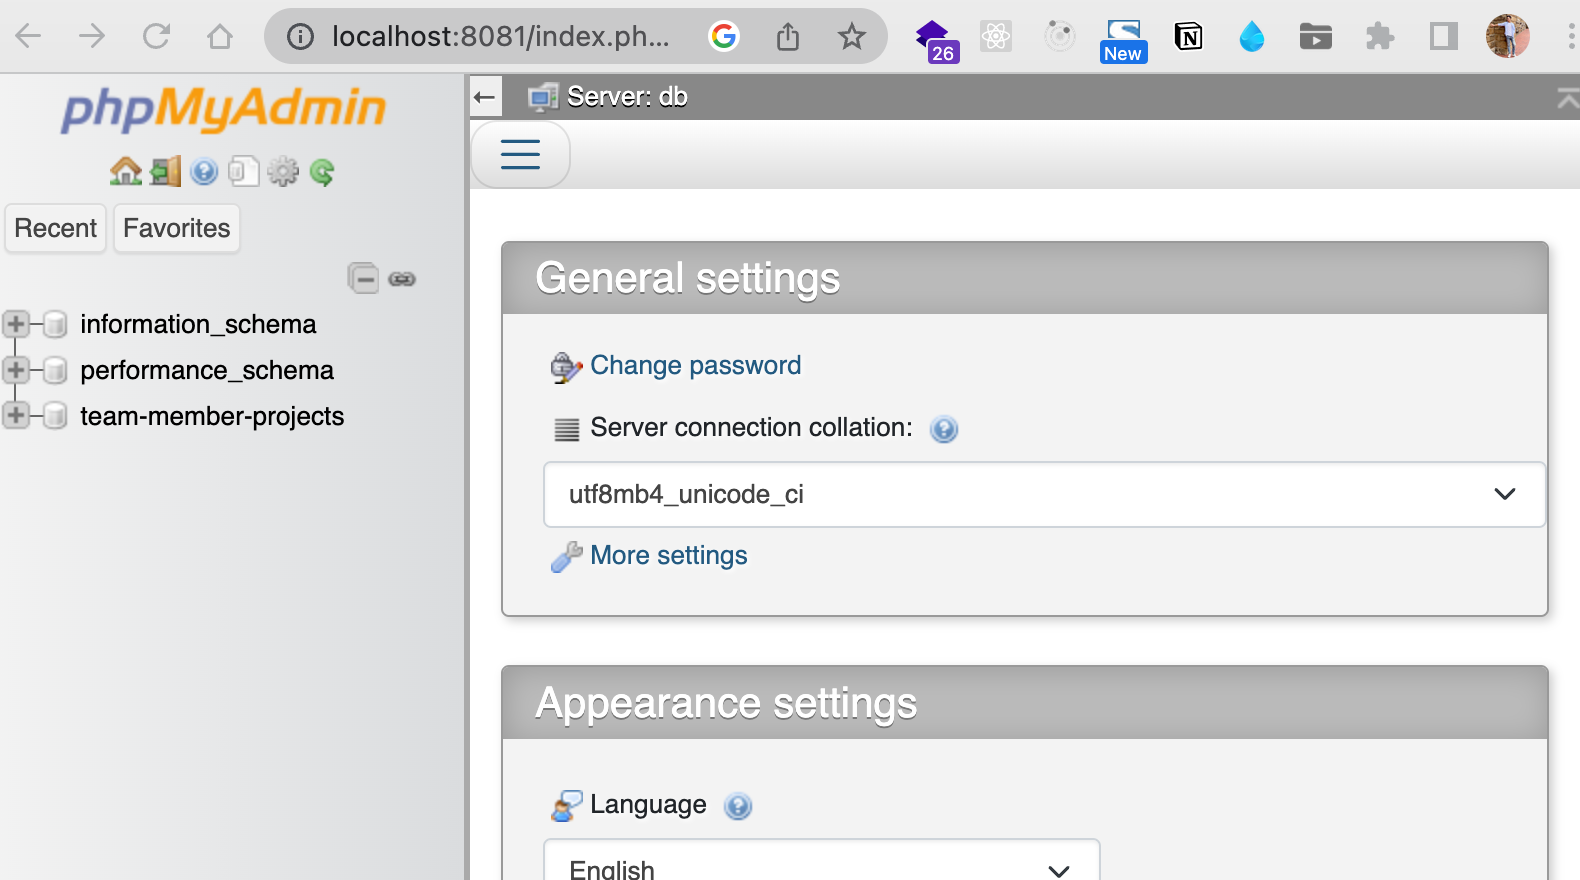 localhost:8081/index.ph...
26
New
phpMyAdmin
Server: db
Recent
Favorites
information_schema
performance_schema
team-member-projects
General settings
Change password
Server connection collation:
utf8mb4_unicode_ci
More settings
Appearance settings
Language
English